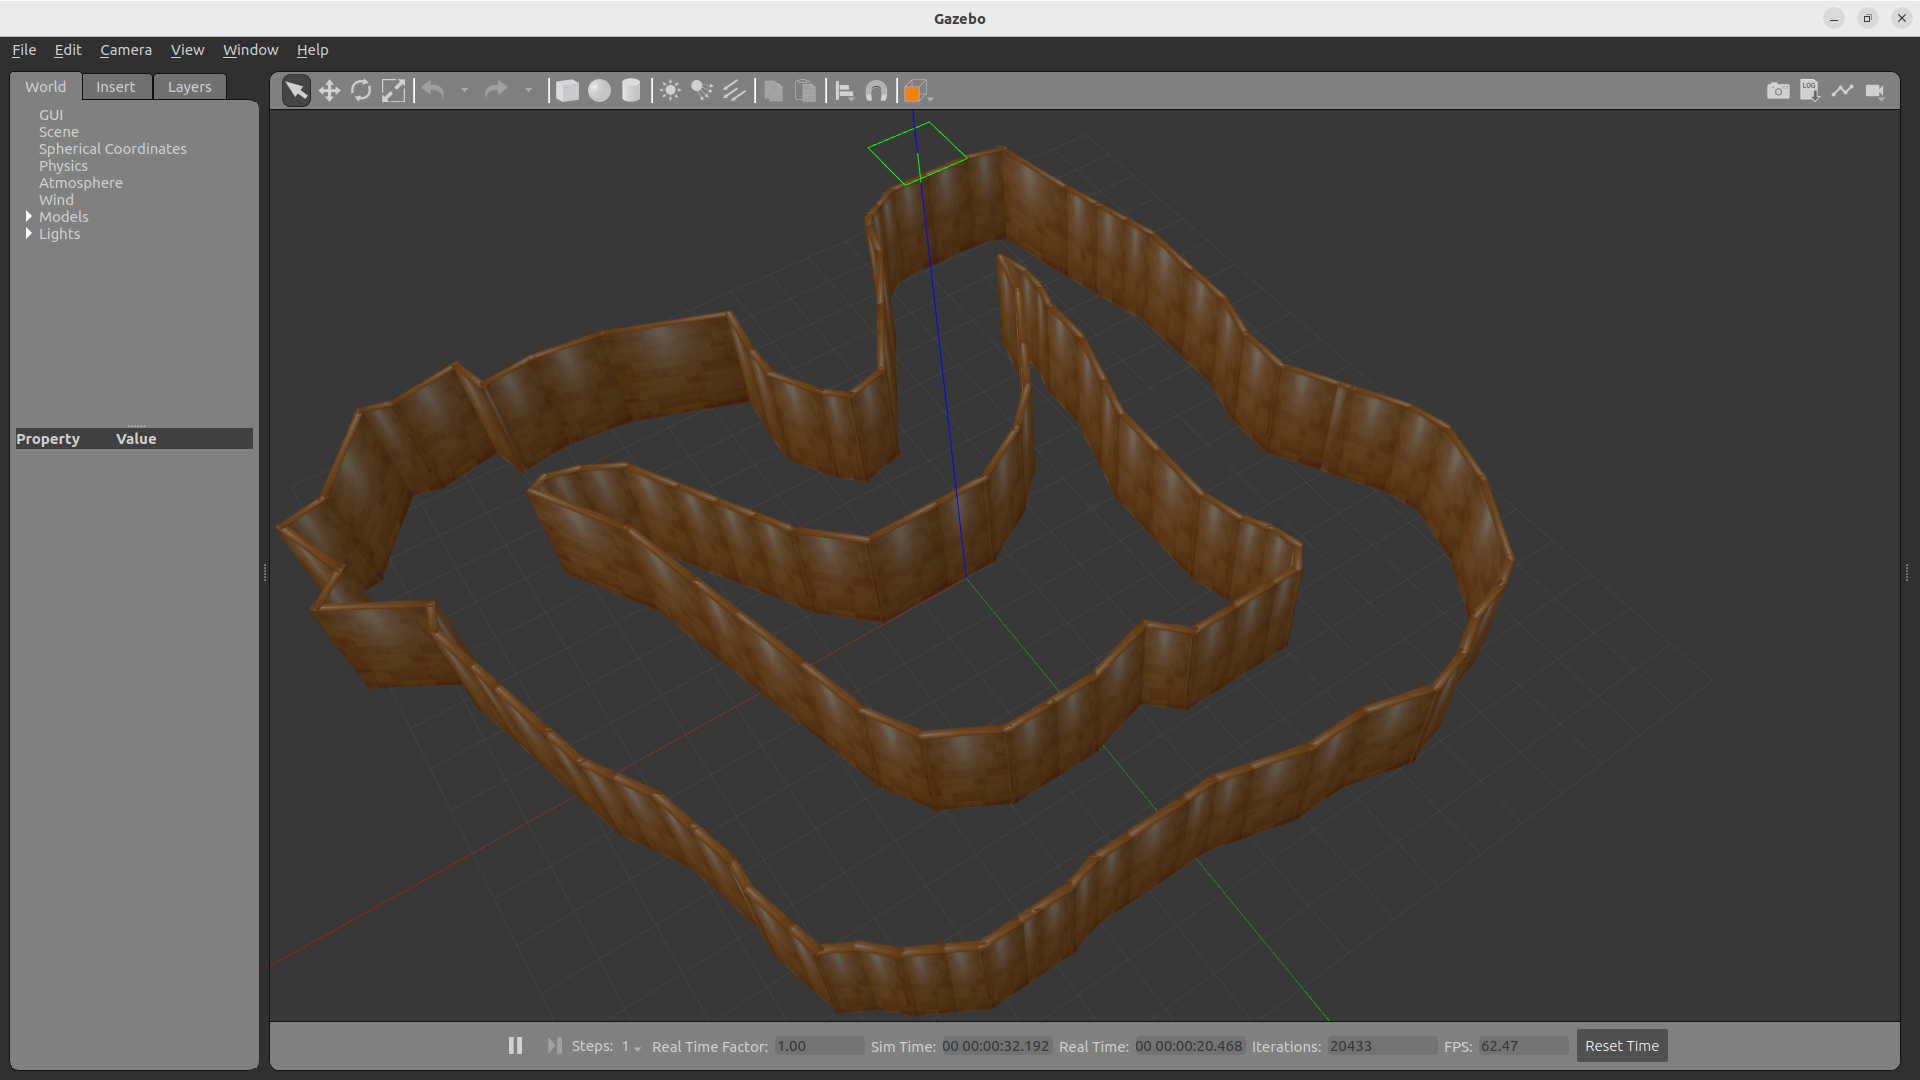 Gazebo
File Edit Camera View Window Help
World Insert Layers
LOG
GUI
Scene
Spherical Coordinates
Physics
Atmosphere
Wind
Models
Lights
Property Value
Steps: 1 Real Time Factor: 1.00 Sim Time: 00 00:00:32.192 Real Time: 00 00:00:20.468 Iterations: 20433 FPS: 62.47 Reset Time